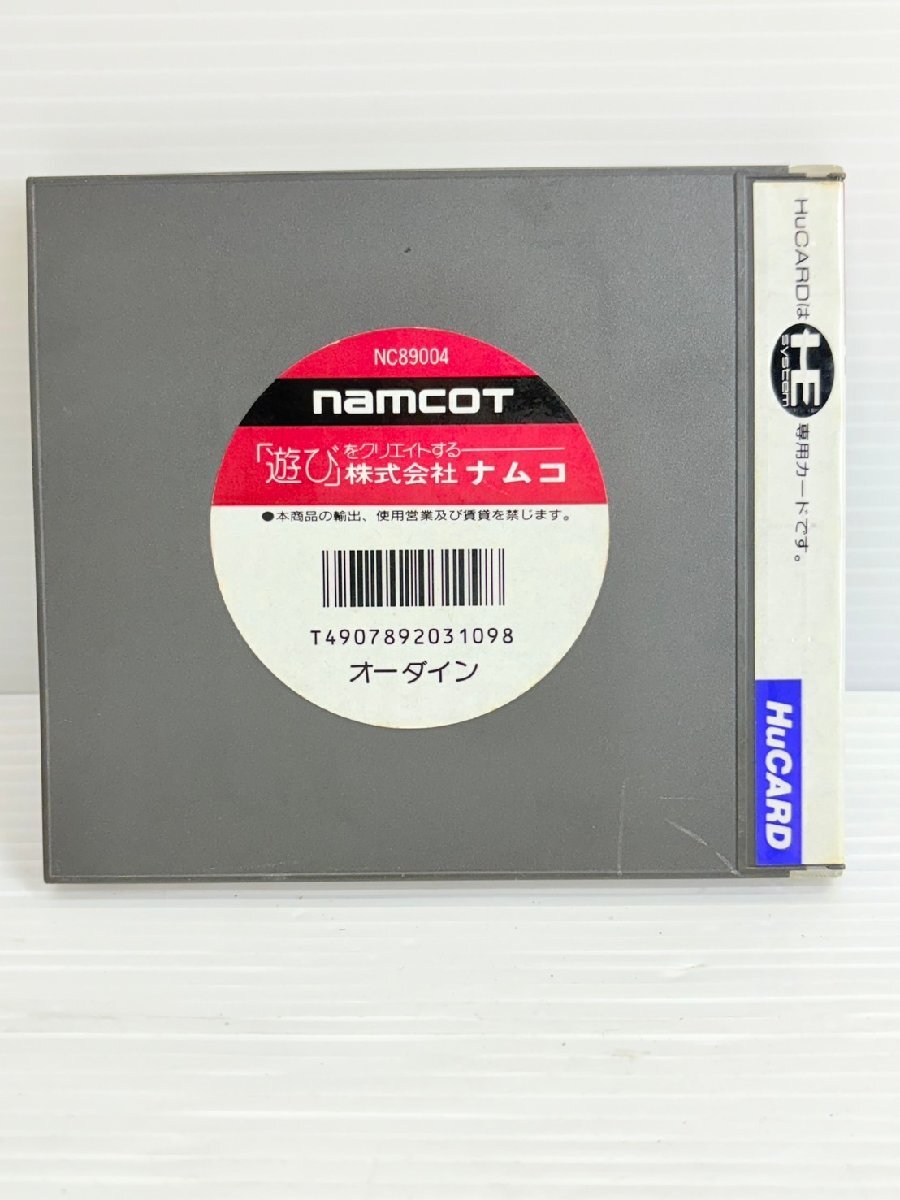 NC89004
namcoT
「遊び」をクリエイトする
株式会社ナムコ
●本商品の輸出、使用営業及び賃貸を禁じます。
T4907892031098
オーダイン
HuCARDは HE SYSTEM 専用カードです。
HuCARD